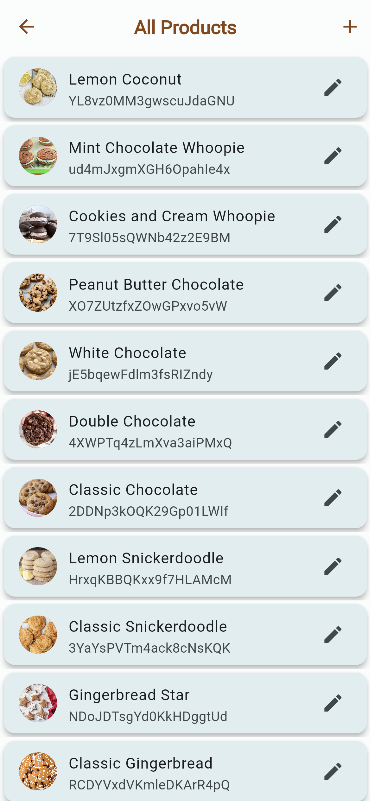 All Products
Lemon Coconut
YL8vz0MM3gwscuJdaGNU
Mint Chocolate Whoopie
ud4mJxgmXGH6Opahle4x
Cookies and Cream Whoopie
7T9Sl05sQWNb42z2E9BM
Peanut Butter Chocolate
XO7ZUtzfxZOwGPxvo5vW
White Chocolate
jE5bqewFdlm3fsRIZndy
Double Chocolate
4XWPTq4zLmXva3aiPMxQ
Classic Chocolate
2DDNp3kOQK29Gp01LWlf
Lemon Snickerdoodle
HrxqKBBQKxx9f7HLAMcM
Classic Snickerdoodle
3YaYsPVTm4ack8cNsKQK
Gingerbread Star
NDoJDTsgYd0KkHDggtUd
Classic Gingerbread
RCDYVxdVKmleDKArR4pQ